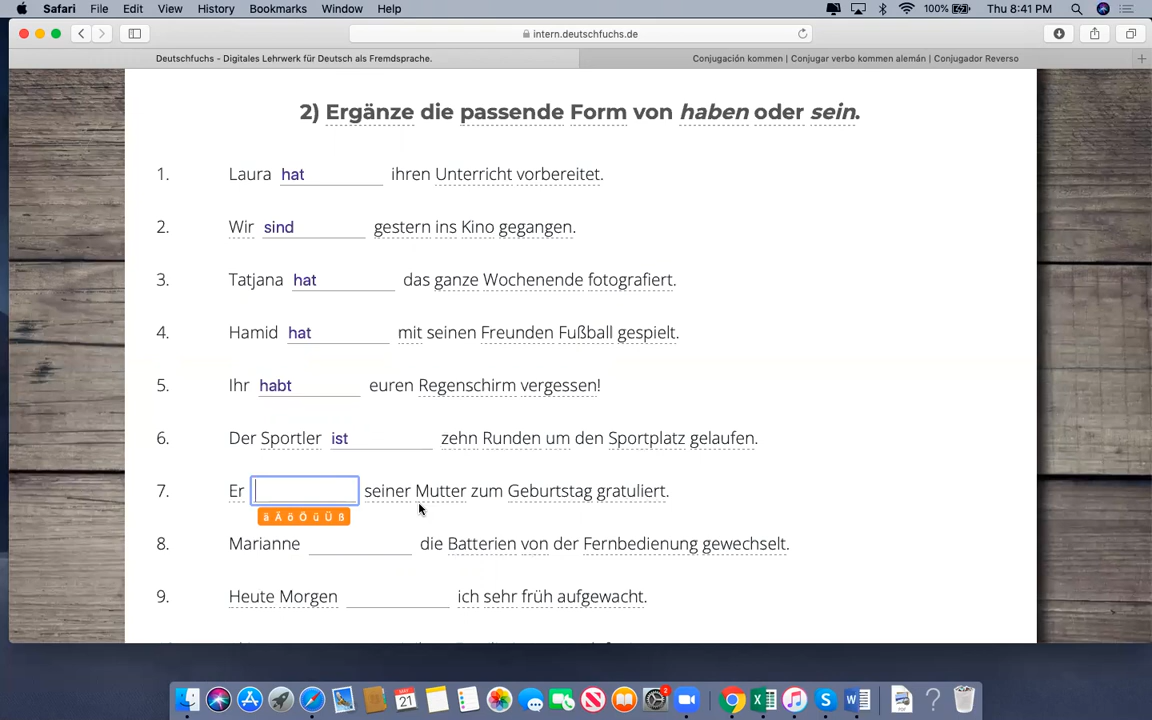 Safari File Edit View History Bookmarks Window Help 100% Thu 8:41 PM
intern.deutschfuchs.de
Deutschfuchs - Digitales Lehrwerk für Deutsch als Fremdsprache. Conjugación kommen | Conjugar verbo kommen alemán | Conjugador Reverso
2) Ergänze die passende Form von haben oder sein.
1. Laura hat ihren Unterricht vorbereitet.
2. Wir sind gestern ins Kino gegangen.
3. Tatjana hat das ganze Wochenende fotografiert.
4. Hamid hat mit seinen Freunden Fußball gespielt.
5. Ihr habt euren Regenschirm vergessen!
6. Der Sportler ist zehn Runden um den Sportplatz gelaufen.
7. Er seiner Mutter zum Geburtstag gratuliert.
ä Ä ö Ö ü Ü ß
8. Marianne die Batterien von der Fernbedienung gewechselt.
9. Heute Morgen ich sehr früh aufgewacht.